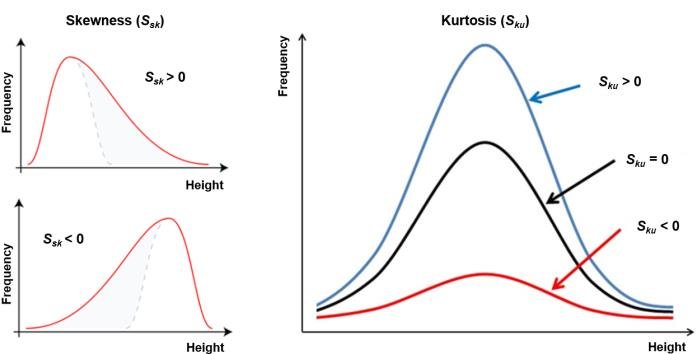 Skewness (Ssk)
Frequency
Ssk > 0
Height
Frequency
Ssk < 0
Height
Kurtosis (Sku)
Frequency
Sku > 0
Sku = 0
Sku < 0
Height